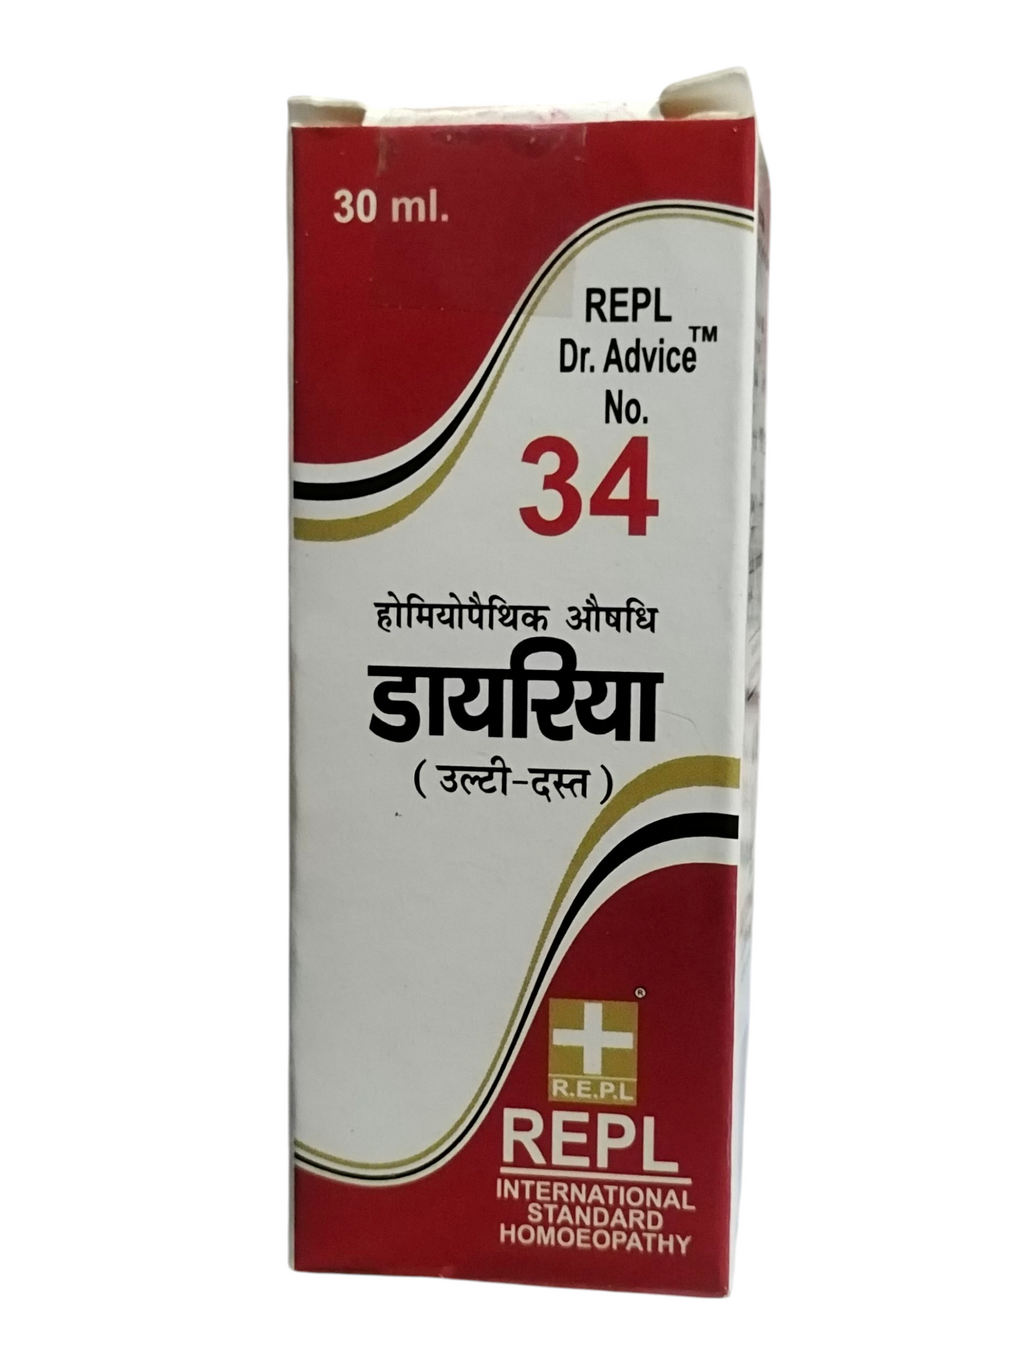 30 ml.
REPL
Dr. Advice™
No.
34
होमियोपैथिक औषधि
डायरिया
( उल्टी-दस्त )
®
R.E.P.L
REPL
INTERNATIONAL
STANDARD
HOMOEOPATHY